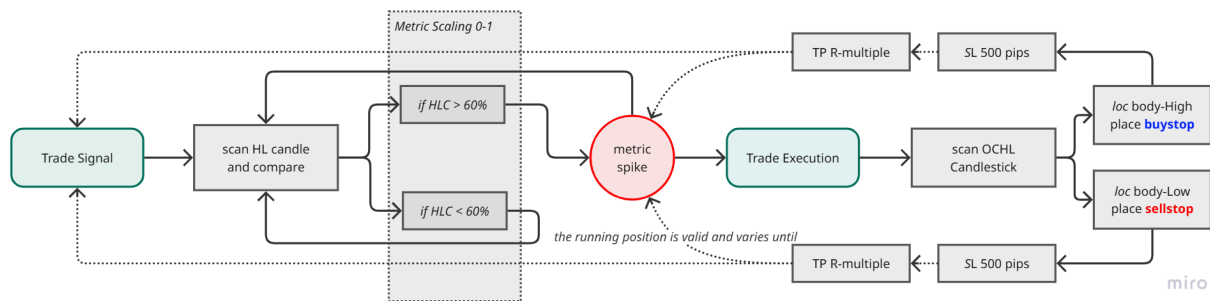 Metric Scaling 0-1
TP R-multiple
SL 500 pips
if HLC > 60%
loc body-High
place buystop
Trade Signal
scan HL candle
and compare
metric
spike
Trade Execution
scan OCHL
Candlestick
if HLC < 60%
loc body-Low
place sellstop
the running position is valid and varies until
TP R-multiple
SL 500 pips
miro